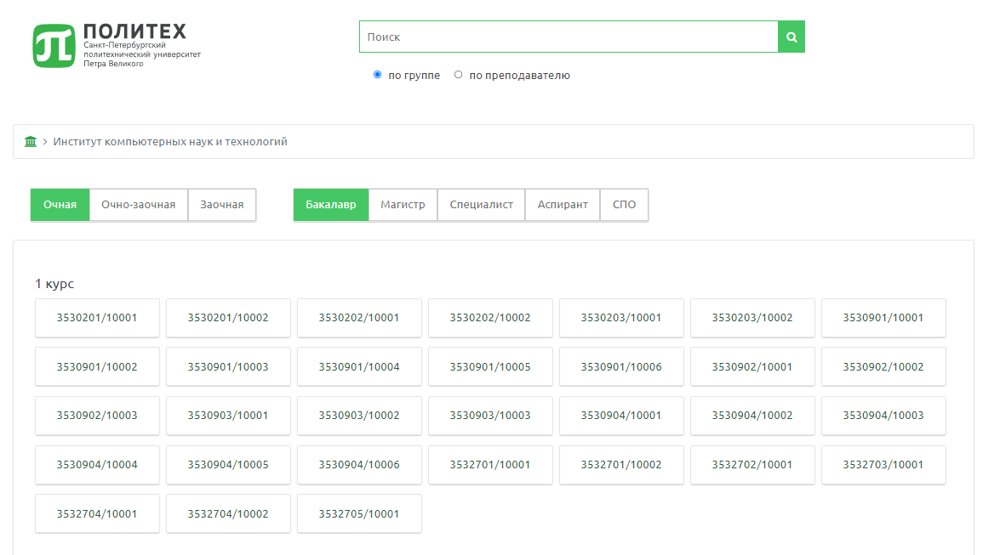 ПОЛИТЕХ
Санкт-Петербургский
политехнический университет
Петра Великого
Поиск
по группе по преподавателю
> Институт компьютерных наук и технологий
Очная Очно-заочная Заочная Бакалавр Магистр Специалист Аспирант СПО
1 курс
3530201/10001 3530201/10002 3530202/10001 3530202/10002 3530203/10001 3530203/10002 3530901/10001
3530901/10002 3530901/10003 3530901/10004 3530901/10005 3530901/10006 3530902/10001 3530902/10002
3530902/10003 3530903/10001 3530903/10002 3530903/10003 3530904/10001 3530904/10002 3530904/10003
3530904/10004 3530904/10005 3530904/10006 3532701/10001 3532701/10002 3532702/10001 3532703/10001
3532704/10001 3532704/10002 3532705/10001